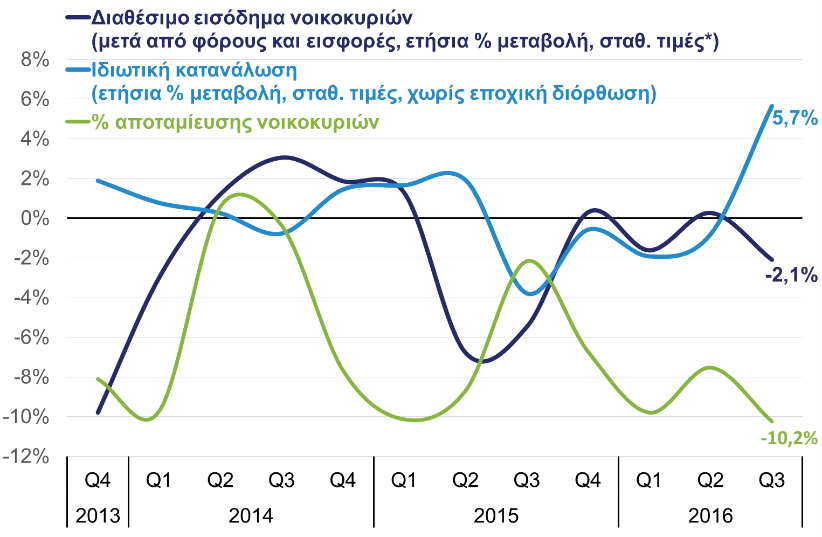 Διαθέσιμο εισόδημα νοικοκυριών
(μετά από φόρους και εισφορές, ετήσια % μεταβολή, σταθ. τιμές*)
Ιδιωτική κατανάλωση
(ετήσια % μεταβολή, σταθ. τιμές, χωρίς εποχική διόρθωση)
% αποταμίευσης νοικοκυριών
8%
6%
4%
2%
0%
-2%
-4%
-6%
-8%
-10%
-12%
5,7%
-2,1%
-10,2%
Q4 Q1 Q2 Q3 Q4 Q1 Q2 Q3 Q4 Q1 Q2 Q3
2013 2014 2015 2016